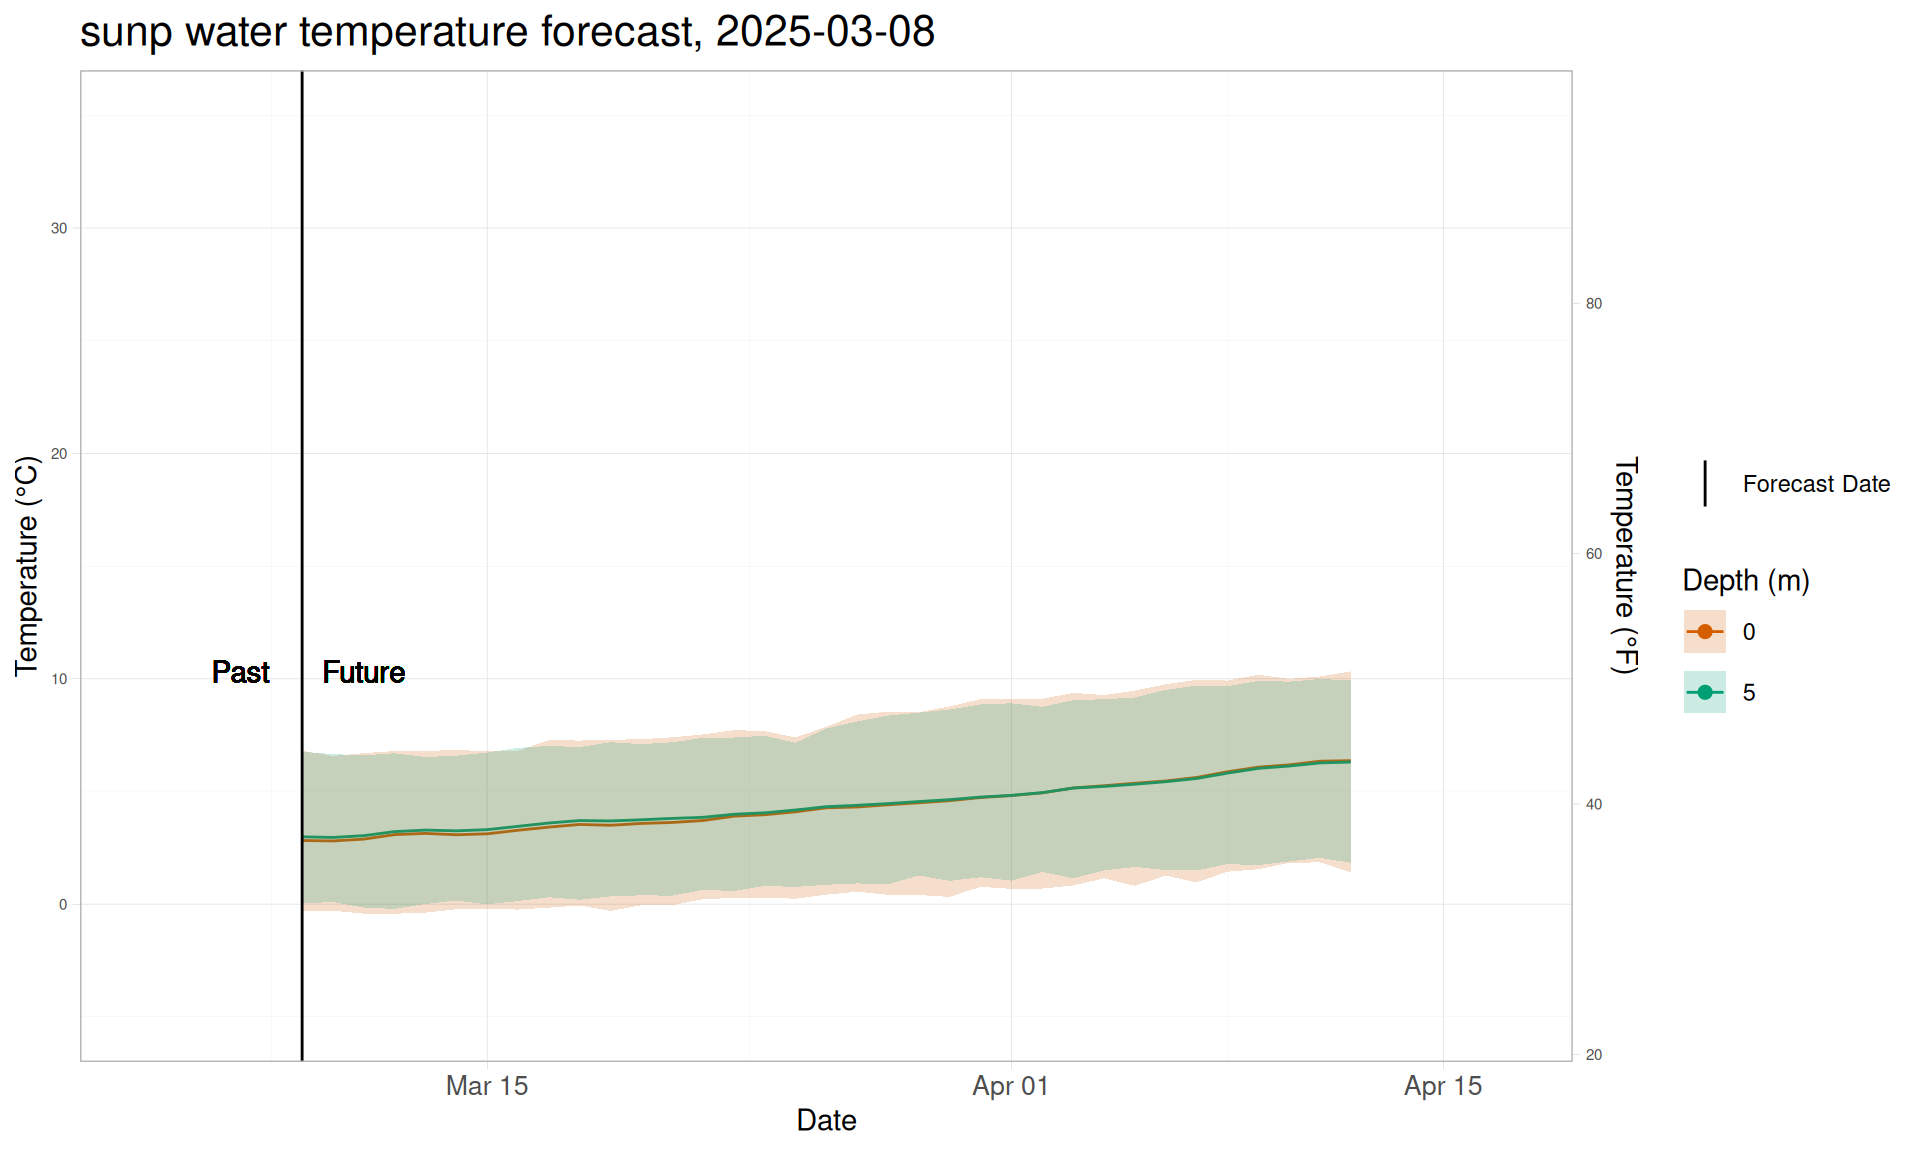 sunp water temperature forecast, 2025-03-08
Temperature (°C)
30
20
10
0
Past
Future
Mar 15
Apr 01
Apr 15
Date
80
60
40
20
Temperature (°F)
Forecast Date
Depth (m)
0
5